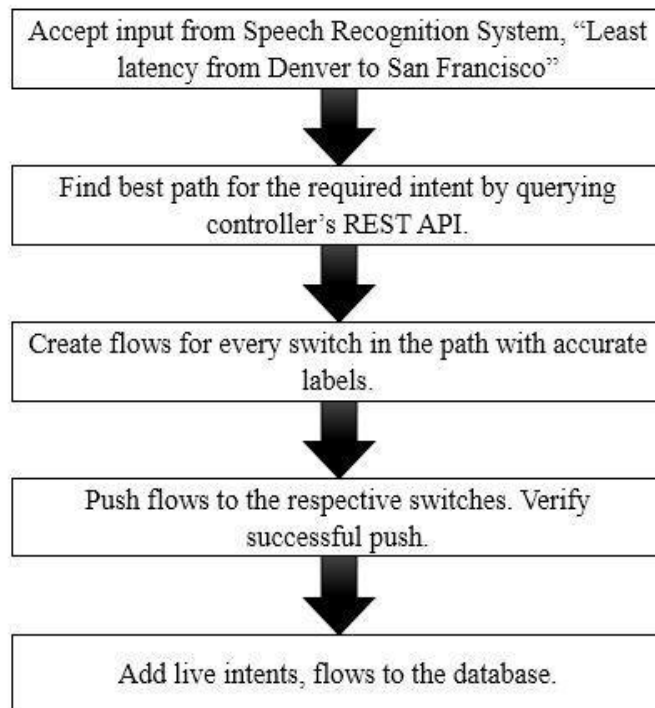 Accept input from Speech Recognition System, “Least
latency from Denver to San Francisco”
Find best path for the required intent by querying
controller’s REST API.
Create flows for every switch in the path with accurate
labels.
Push flows to the respective switches. Verify
successful push.
Add live intents, flows to the database.